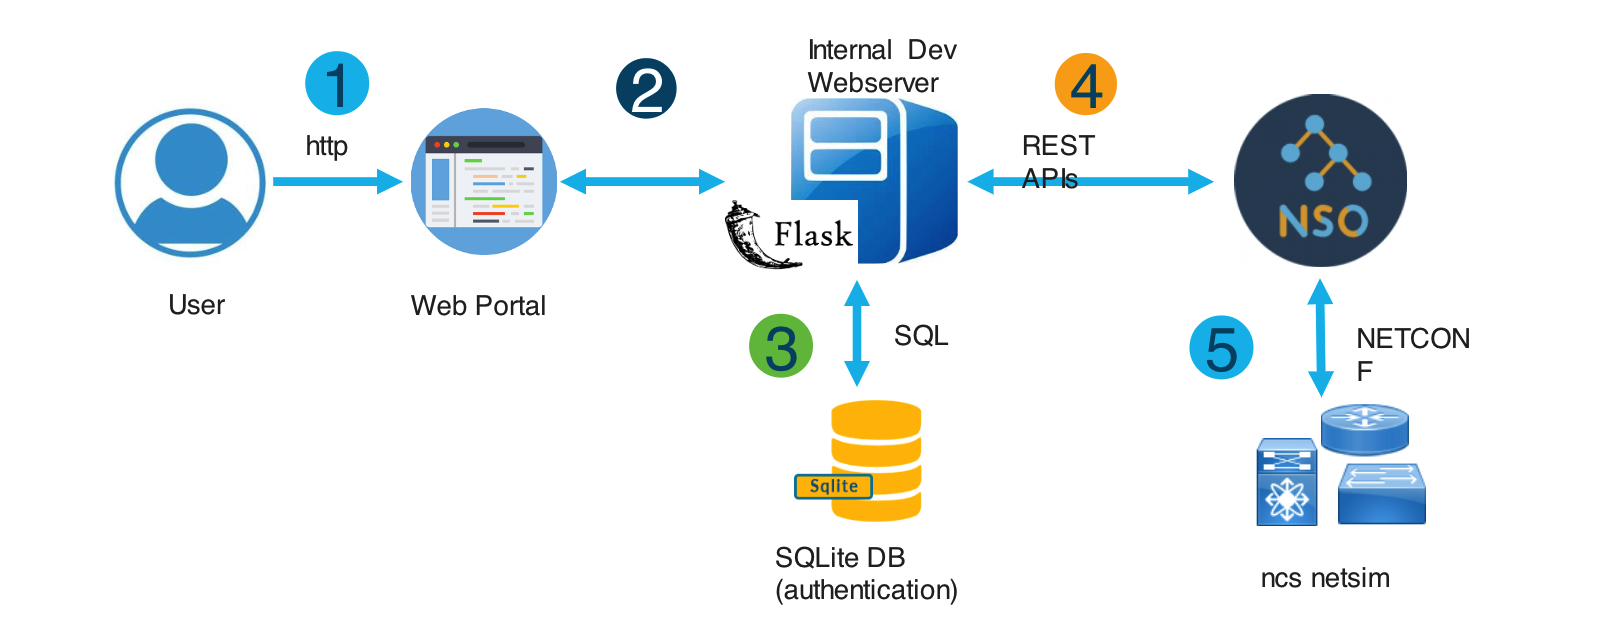 1
http
User
Web Portal
2
Internal Dev
Webserver
Flask
3
SQL
Sqlite
SQLite DB
(authentication)
4
REST
APIs
NSO
5
NETCON
F
ncs netsim